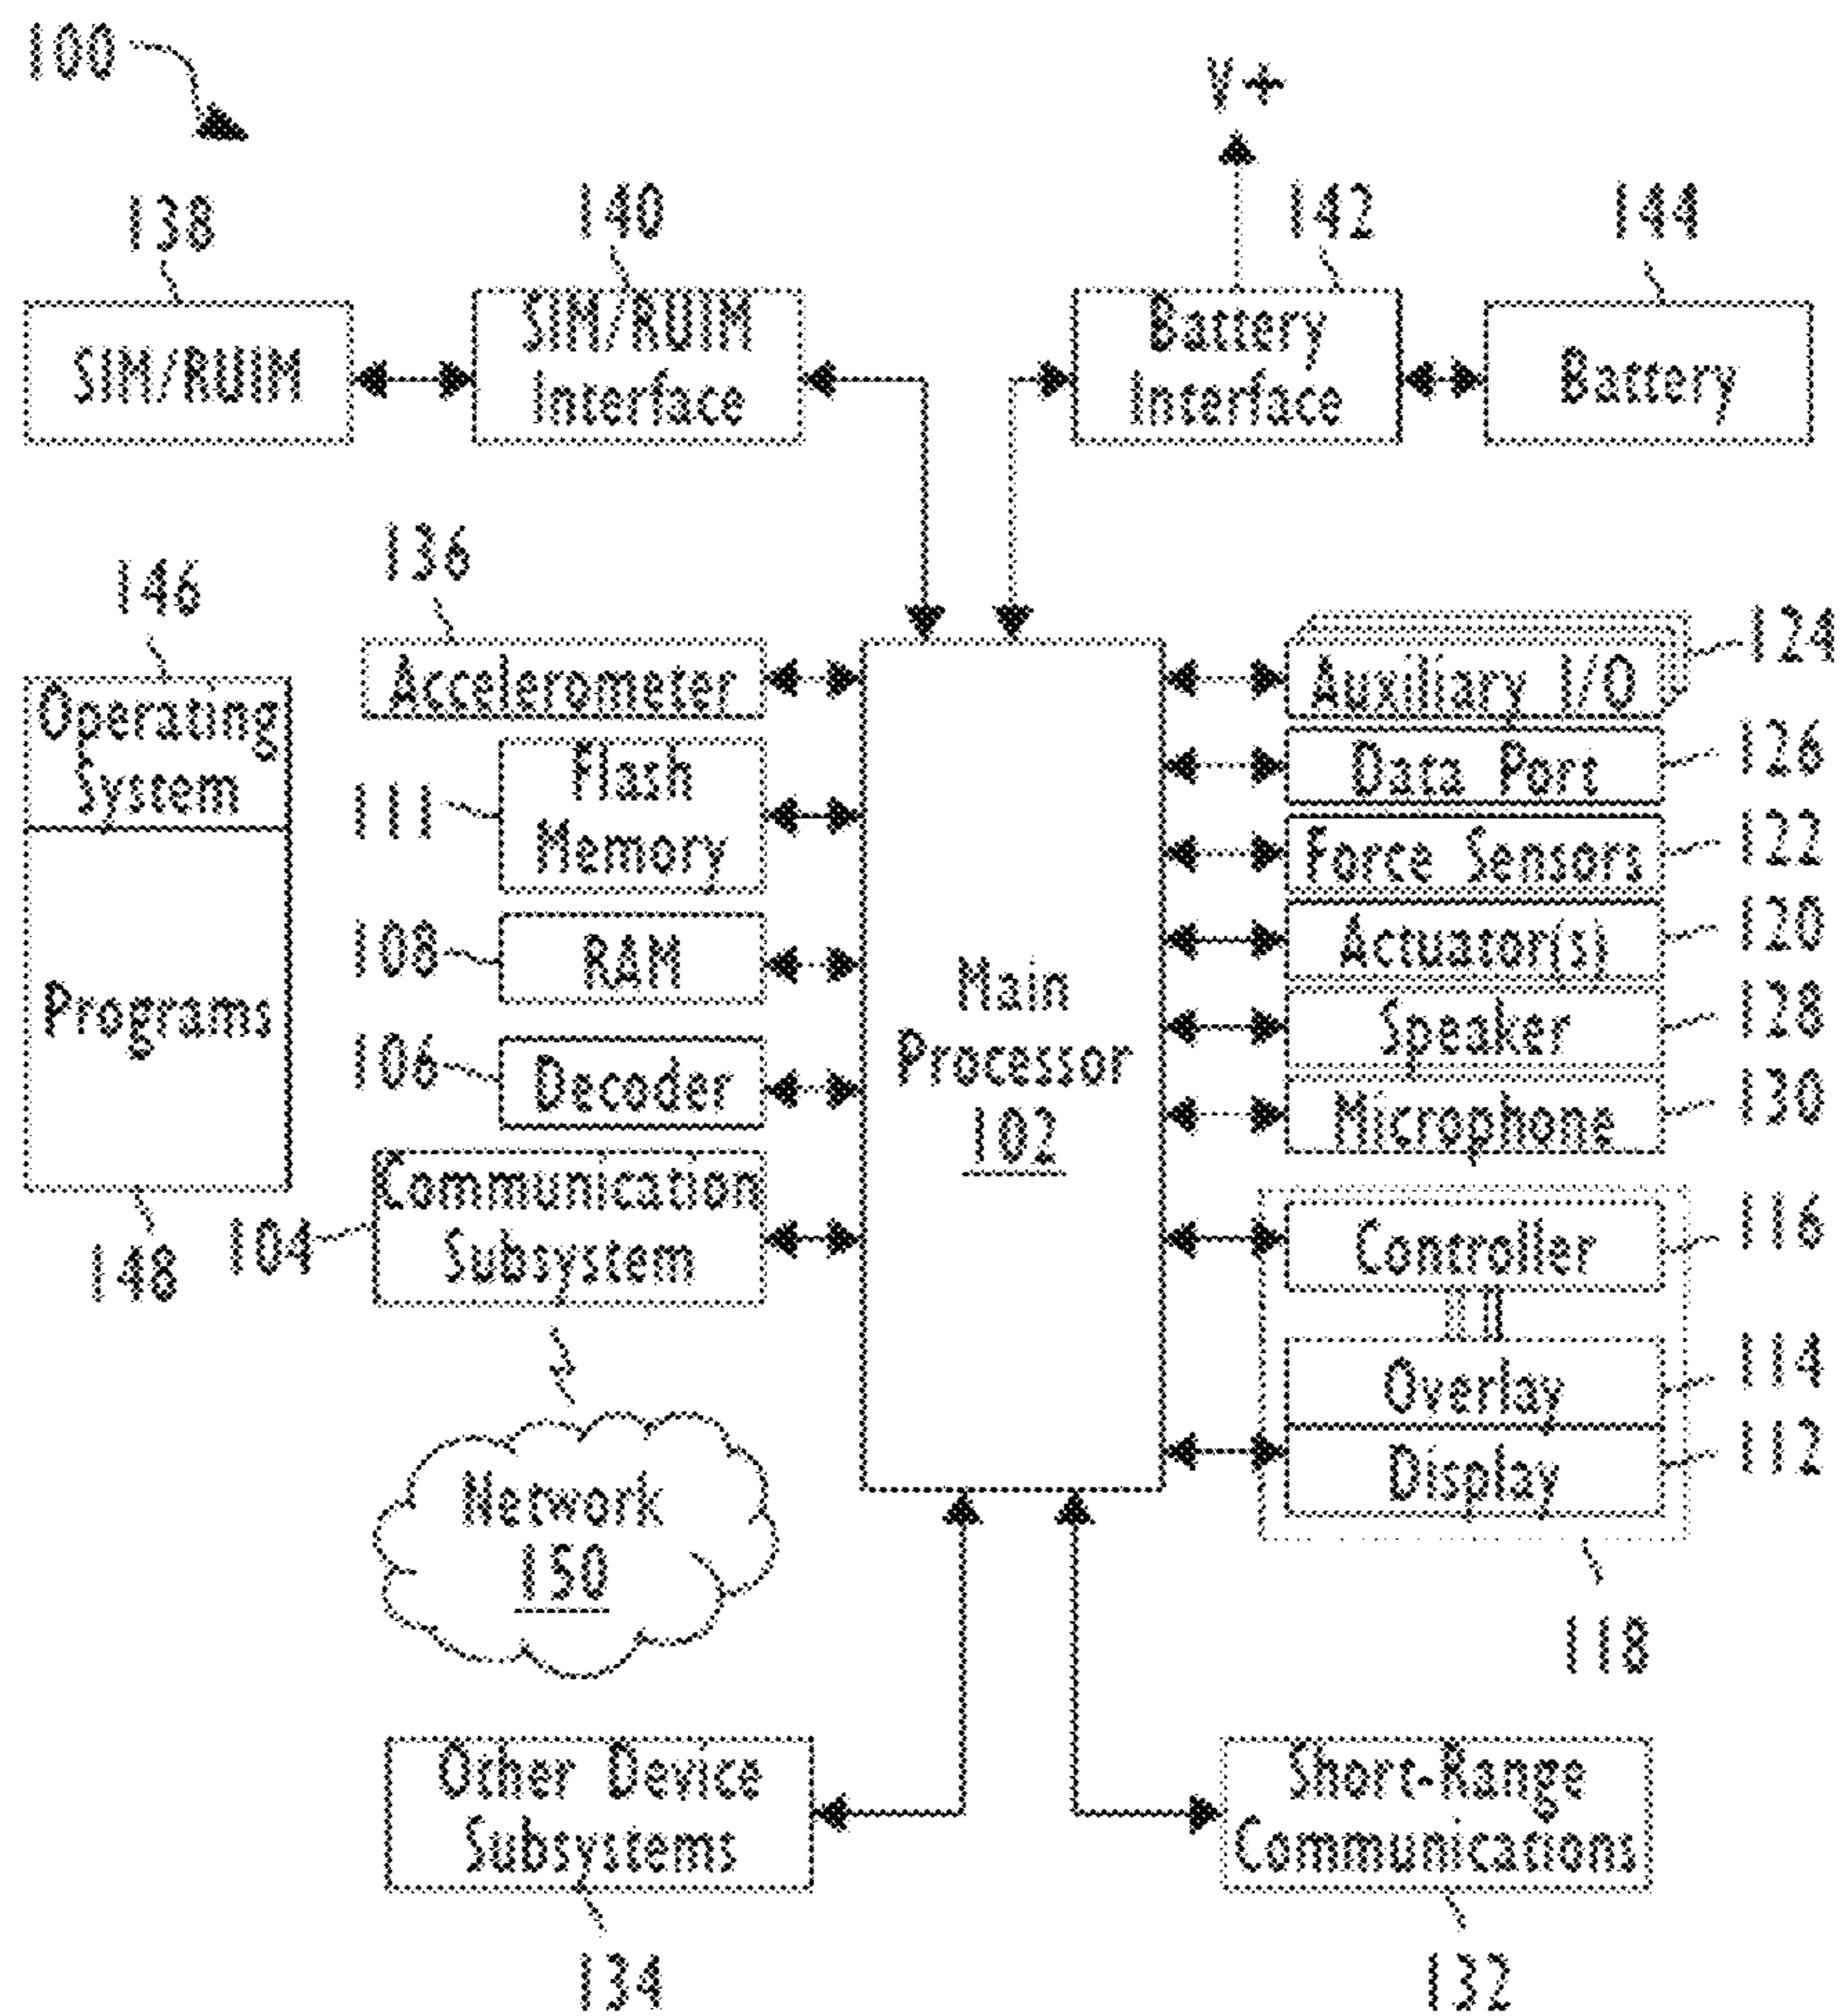 100
V+
138
140
142
144
SIM/RUIM
SIM/RUIM
Interface
Battery
Interface
Battery
136
146
Operating
System
Programs
148
Accelerometer
111
Flash
Memory
108
RAM
106
Decoder
104
Communication
Subsystem
Network
150
Main
Processor
102
Auxiliary I/O
124
Data Port
126
Force Sensors
122
Actuator(s)
120
Speaker
128
Microphone
130
Controller
116
Overlay
114
Display
112
118
Other Device
Subsystems
134
Short-Range
Communications
132